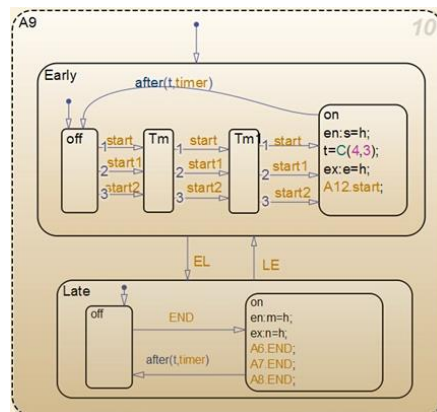 A9
10
Early
after(t,timer)
off
Tm
Tm1
on
en:s=h;
t=C(4,3);
ex:e=h;
A12.start;
1 start
2 start1
3 start2
1 start
2 start1
3 start2
1 start
2 start1
3 start2
EL
LE
Late
off
END
after(t,timer)
on
en:m=h;
ex:n=h;
A6.END;
A7.END;
A8.END;